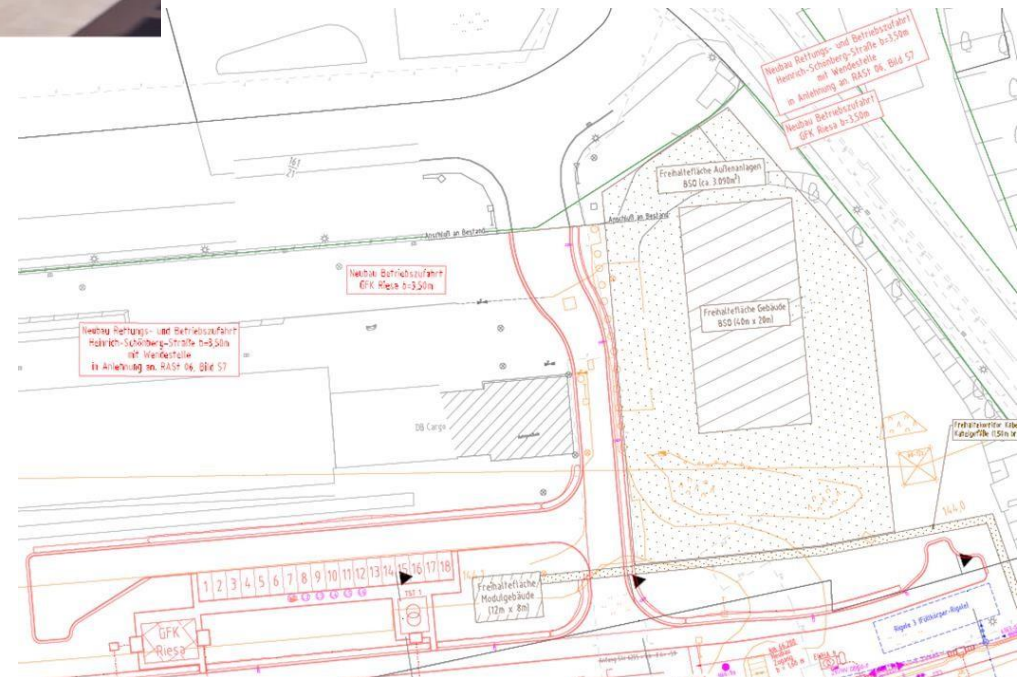 Neubau Rettungs- und Betriebszufahrt
Heinrich-Schönberg-Straße b=3,50m
mit Wendestelle
in Anlehnung an. RASt 06, Bild 57
Neubau Betriebszufahrt
GFK Riesa b=3,50m
Freihaltefläche Außenanlagen
BSO (ca. 3.090m²)
Anschluß an Bestand
Anschluß an Bestand
Neubau Betriebszufahrt
GFK Riesa b=3,50m
Freihaltefläche Gebäude
BSO (40m x 20m)
Neubau Rettungs- und Betriebszufahrt
Heinrich-Schönberg-Straße b=3,50m
mit Wendestelle
in Anlehnung an. RASt 06, Bild 57
DB Cargo
144,0
1 2 3 4 5 6 7 8 9 10 11 12 13 14 15 16 17 18
Freihaltefläche
Modulgebäude
(12m x 8m)
GFK
Riesa
Rigole 3 (Füllkörper-Rigole)